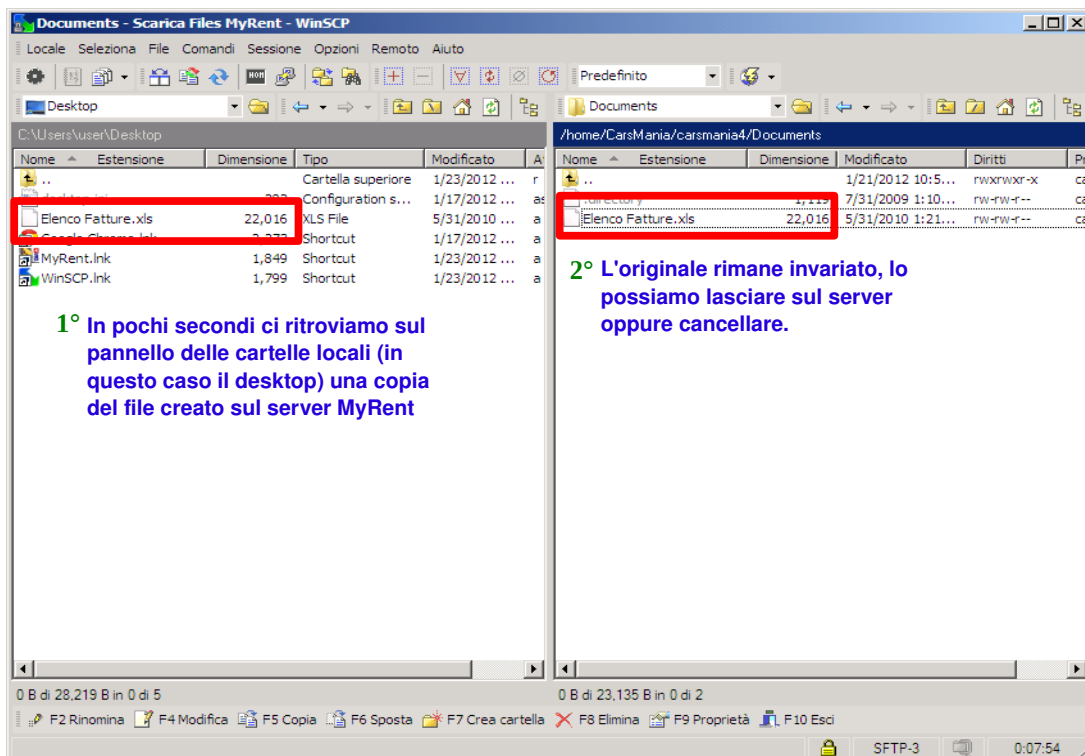 Documents - Scarica Files MyRent - WinSCP
Locale Seleziona File Comandi Sessione Opzioni Remoto Aiuto
Predefinito
Desktop
Documents
C:\Users\user\Desktop
/home/CarsMania/carsmania4/Documents
Nome Estensione Dimensione Tipo Modificato
Nome Estensione Dimensione Modificato Diritti
.. Cartella superiore 1/23/2012 ... r
desktop.ini Configuration s... 1/17/2012 ...
Elenco Fatture.xls 22,016 XLS File 5/31/2010 ... a
Google Chrome.lnk Shortcut 1/17/2012 ... a
MyRent.lnk 1,849 Shortcut 1/23/2012 ... a
WinSCP.lnk 1,799 Shortcut 1/23/2012 ... a
.. 1/21/2012 10:5... rwxrwxr-x
.directory 1,119 7/31/2009 1:10... rw-rw-r--
Elenco Fatture.xls 22,016 5/31/2010 1:21... rw-rw-r--
1° In pochi secondi ci ritroviamo sul
pannello delle cartelle locali (in
questo caso il desktop) una copia
del file creato sul server MyRent
2° L'originale rimane invariato, lo
possiamo lasciare sul server
oppure cancellare.
0 B di 28,219 B in 0 di 5
0 B di 23,135 B in 0 di 2
F2 Rinomina F4 Modifica F5 Copia F6 Sposta F7 Crea cartella F8 Elimina F9 Proprietà F10 Esci
SFTP-3 0:07:54